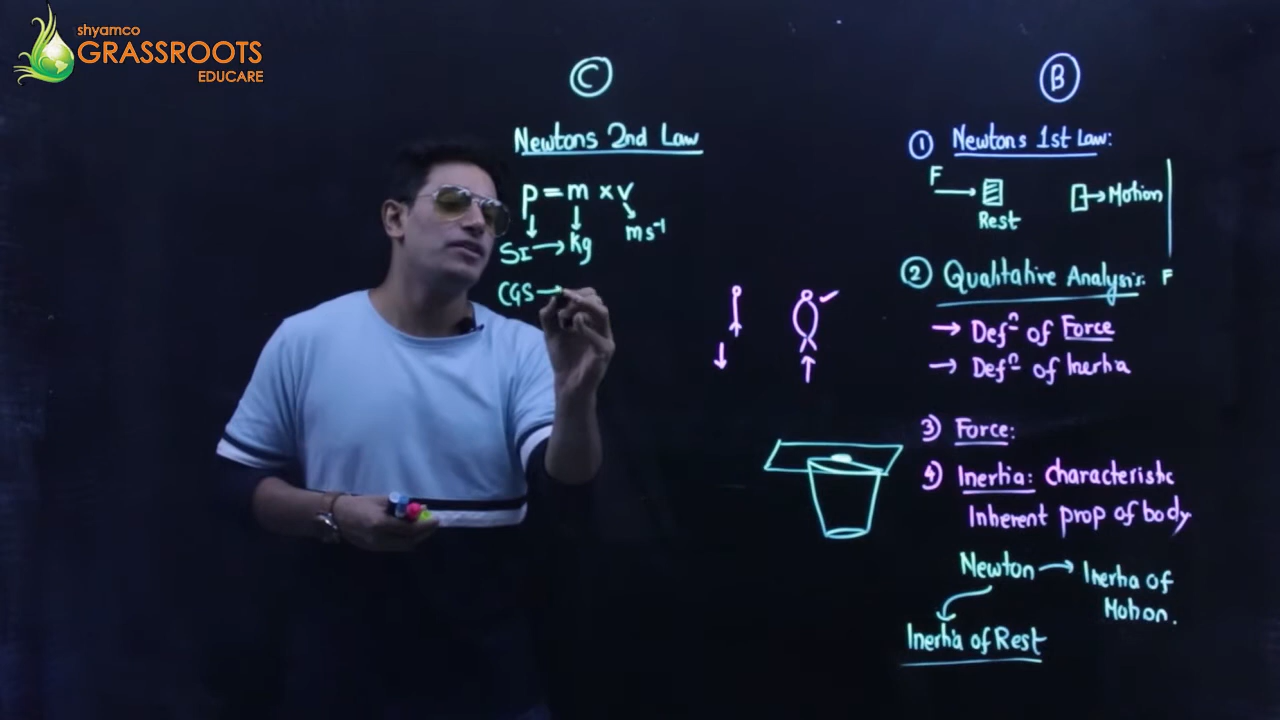 shyamco
GRASSROOTS
EDUCARE
C
Newtons 2nd Law
p = m × v
SI → kg
ms⁻¹
CGS →
B
1 Newtons 1st Law:
F
Rest
Motion
2 Qualitative Analysis: F
→ Defⁿ of Force
→ Defⁿ of Inertia
3) Force:
4) Inertia: Characteristic
Inherent prop of body
Newton → Inertia of
Motion.
Inertia of Rest